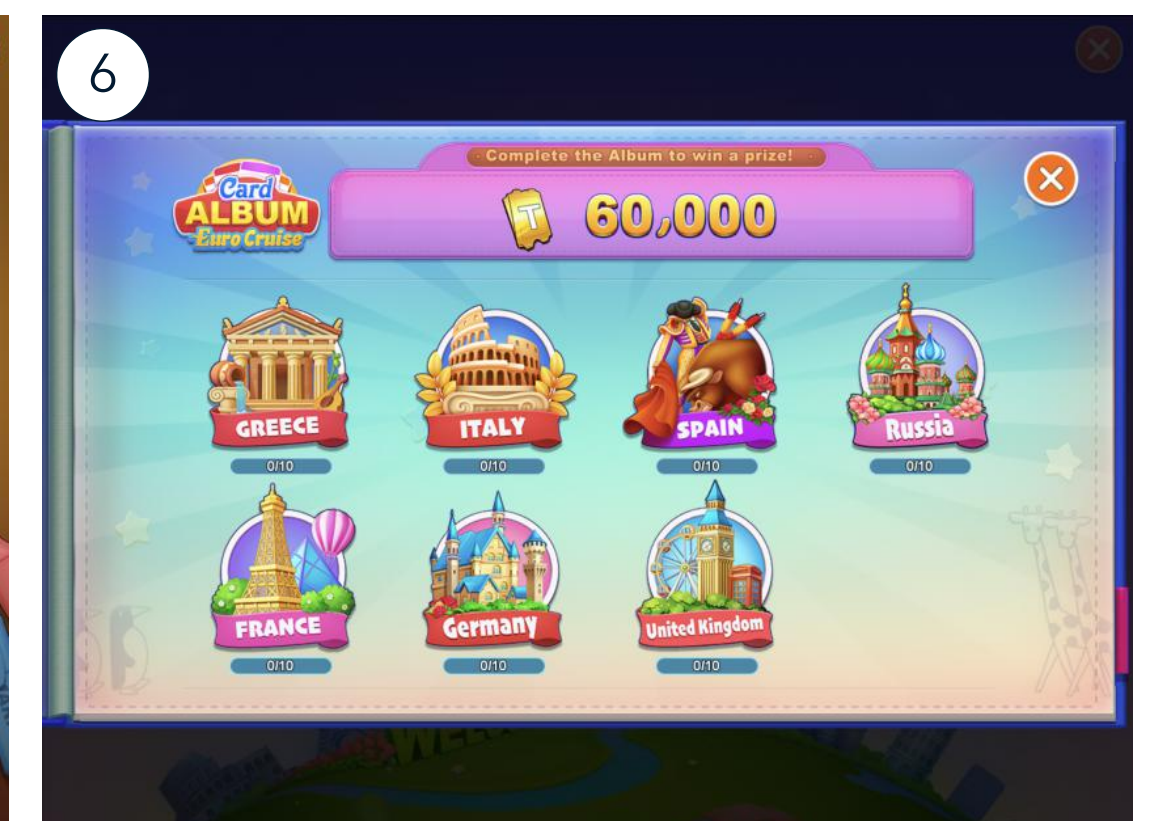 6
Complete the Album to win a prize!
Card
ALBUM
Euro Cruise
T 60,000
GREECE
0/10
ITALY
0/10
SPAIN
0/10
Russia
0/10
FRANCE
0/10
Germany
0/10
United Kingdom
0/10